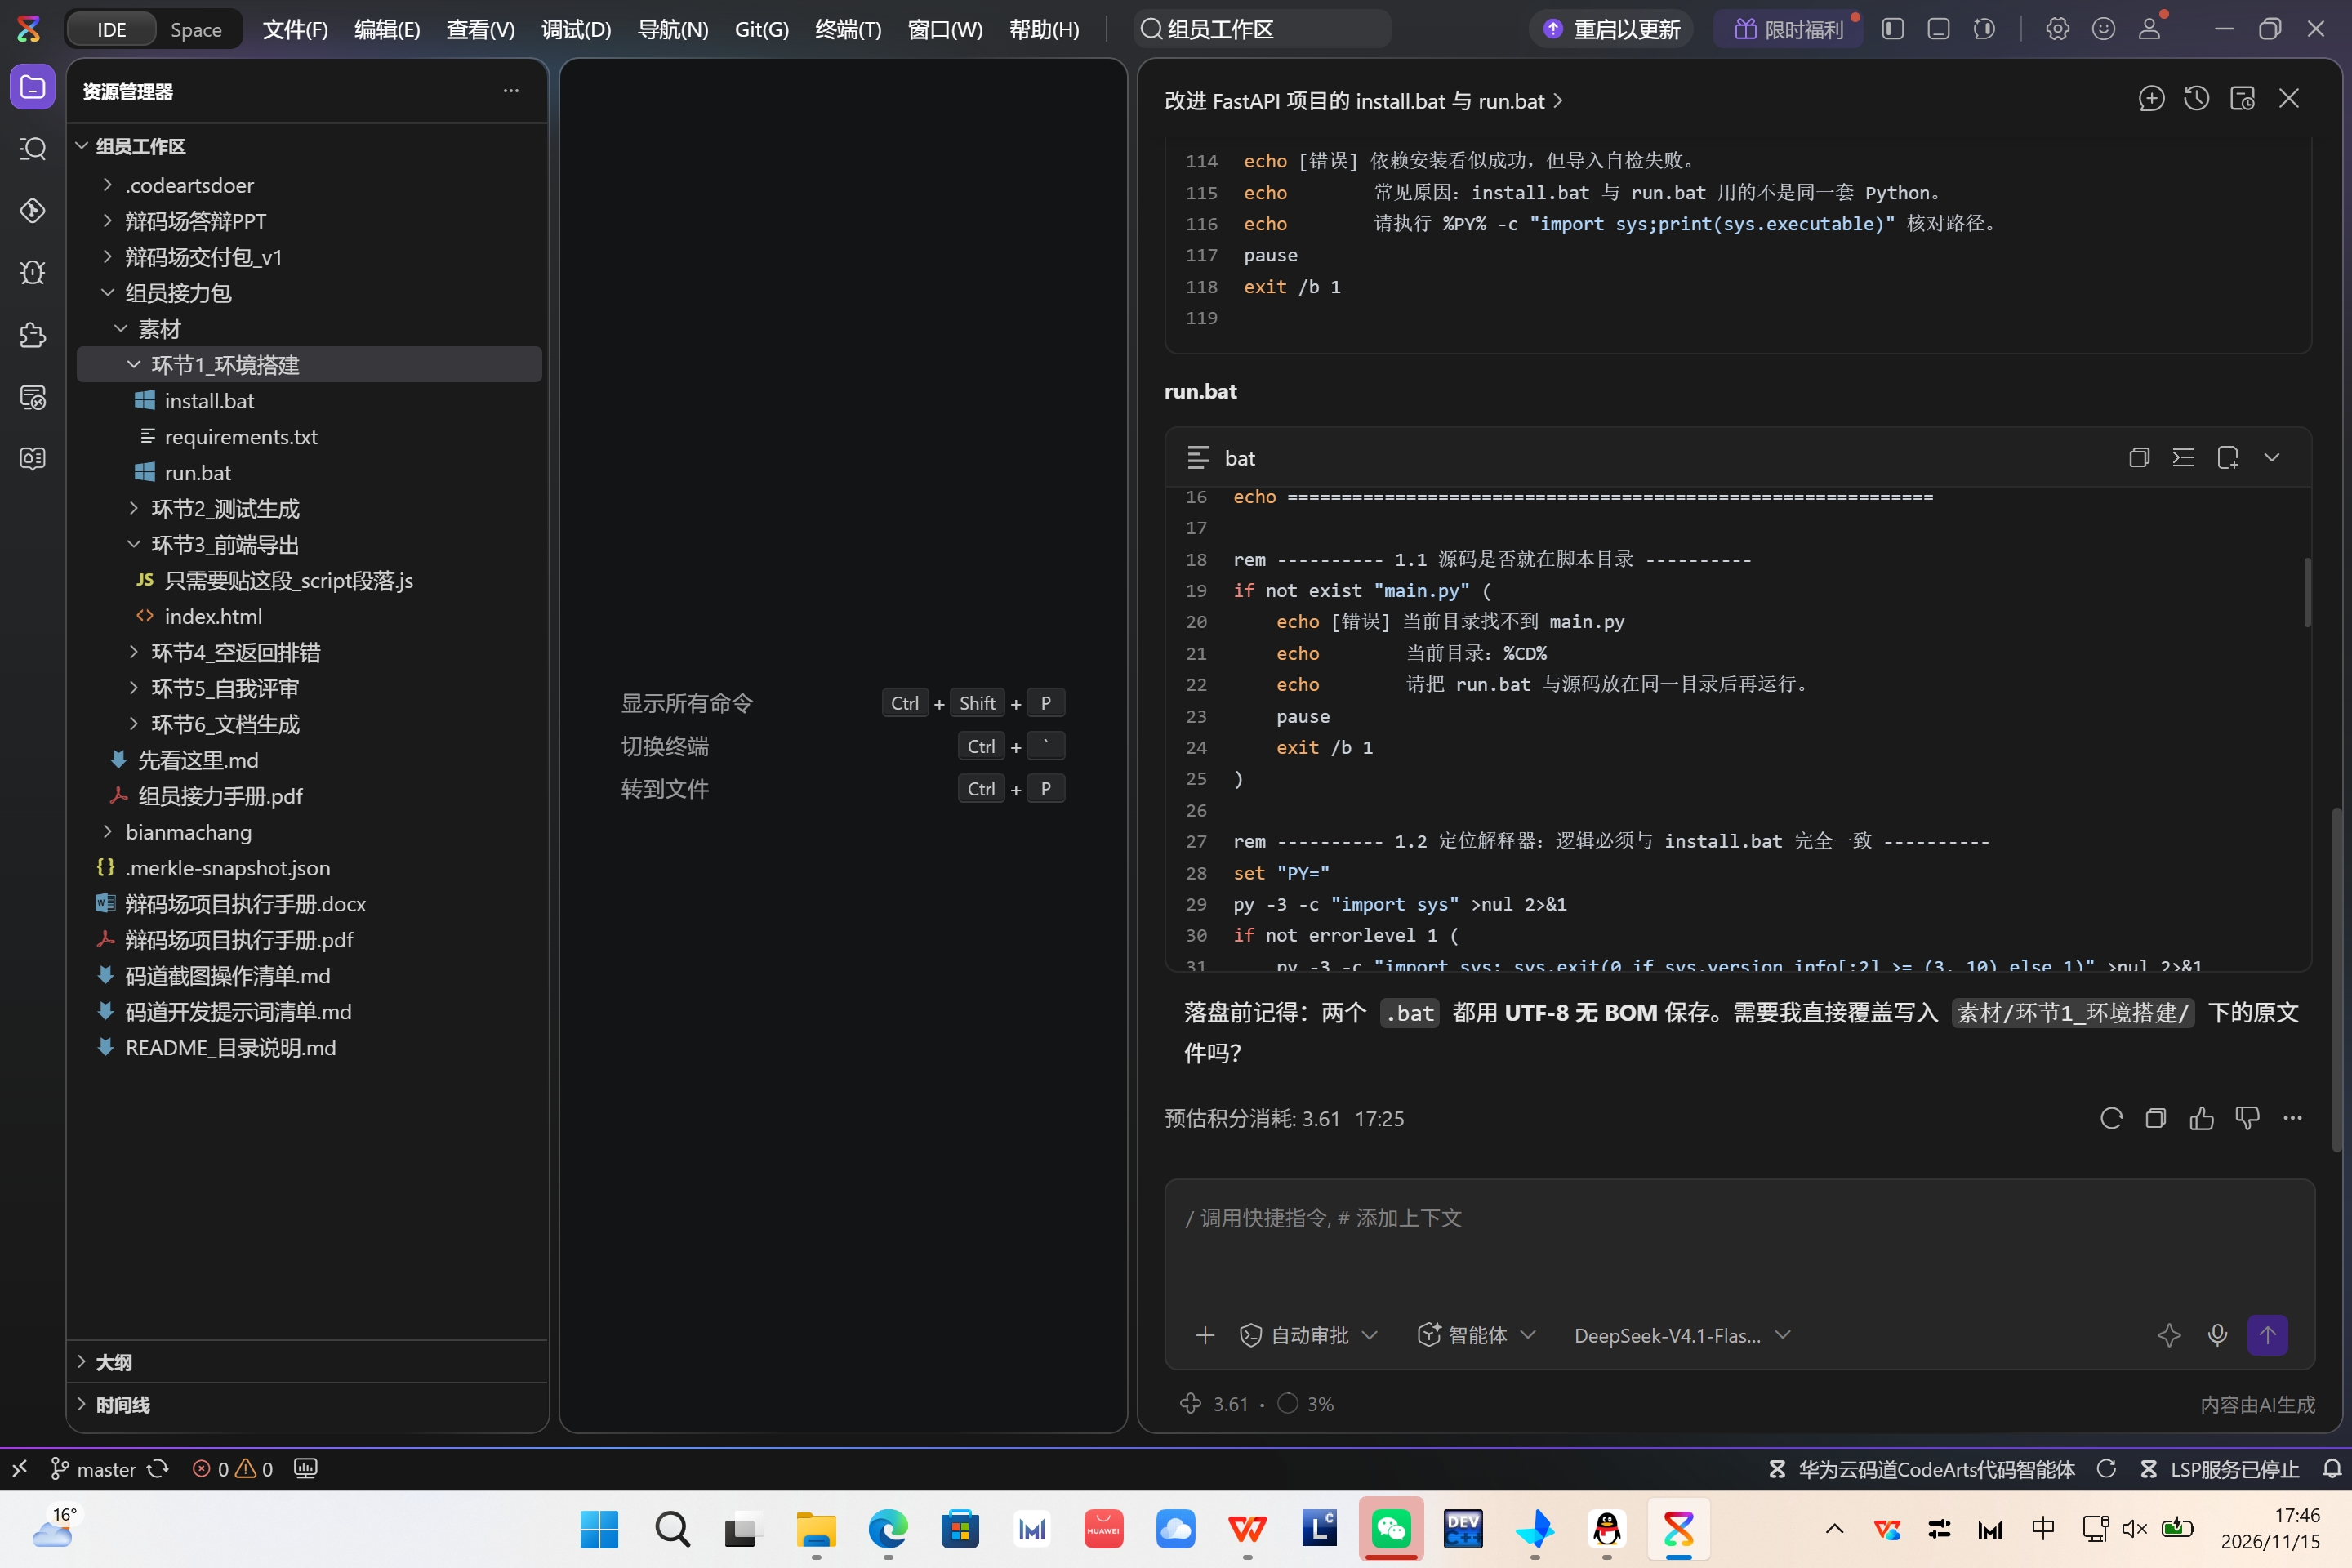 IDE Space 文件(F) 编辑(E) 查看(V) 调试(D) 导航(N) Git(G) 终端(T) 窗口(W) 帮助(H) 组员工作区 重启以更新 限时福利
资源管理器
组员工作区
.codeartsdoer
辩码场答辩PPT
辩码场交付包_v1
组员接力包
素材
环节1_环境搭建
install.bat
requirements.txt
run.bat
环节2_测试生成
环节3_前端导出
JS 只需要贴这段_script段落.js
<> index.html
环节4_空返回排错
环节5_自我评审
环节6_文档生成
先看这里.md
组员接力手册.pdf
bianmachang
{} .merkle-snapshot.json
辩码场项目执行手册.docx
辩码场项目执行手册.pdf
码道截图操作清单.md
码道开发提示词清单.md
README_目录说明.md
大纲
时间线
显示所有命令 Ctrl + Shift + P
切换终端 Ctrl + `
转到文件 Ctrl + P
改进 FastAPI 项目的 install.bat 与 run.bat
114 echo [错误] 依赖安装看似成功，但导入自检失败。
115 echo        常见原因：install.bat 与 run.bat 用的不是同一套 Python。
116 echo        请执行 %PY% -c "import sys;print(sys.executable)" 核对路径。
117 pause
118 exit /b 1
119
run.bat
bat
16 echo ============================================================
17
18 rem ---------- 1.1 源码是否就在脚本目录 ----------
19 if not exist "main.py" (
20     echo [错误] 当前目录找不到 main.py
21     echo        当前目录：%CD%
22     echo        请把 run.bat 与源码放在同一目录后再运行。
23     pause
24     exit /b 1
25 )
26
27 rem ---------- 1.2 定位解释器：逻辑必须与 install.bat 完全一致 ----------
28 set "PY="
29 py -3 -c "import sys" >nul 2>&1
30 if not errorlevel 1 (
31     py -3 -c "import sys; sys.exit(0 if sys.version_info[:2] >= (3, 10) else 1)" >nul 2>&1
落盘前记得：两个 .bat 都用 UTF-8 无 BOM 保存。需要我直接覆盖写入 素材/环节1_环境搭建/ 下的原文
件吗？
预估积分消耗: 3.61 17:25
/ 调用快捷指令, # 添加上下文
自动审批 智能体 DeepSeek-V4.1-Flas...
3.61 · 3%
内容由AI生成
master 0 0 华为云码道CodeArts代码智能体 LSP服务已停止
16°
HUAWEI
LC
DEV C++
中
17:46
2026/11/15